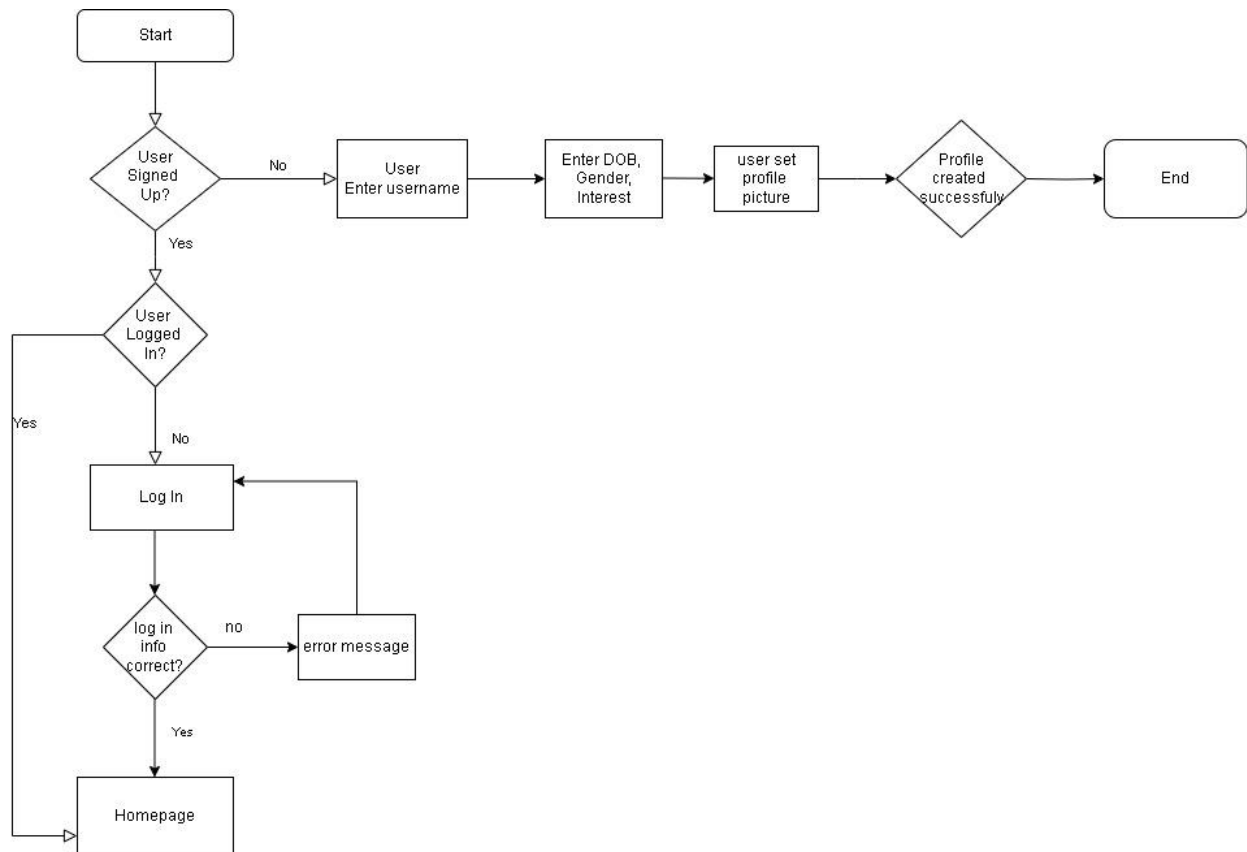 Start
User
Signed
Up?
No
User
Enter username
Enter DOB,
Gender,
Interest
user set
profile
picture
Profile
created
successfuly
End
Yes
User
Logged
In?
Yes
No
Log In
log in
info
correct?
no
error message
Yes
Homepage